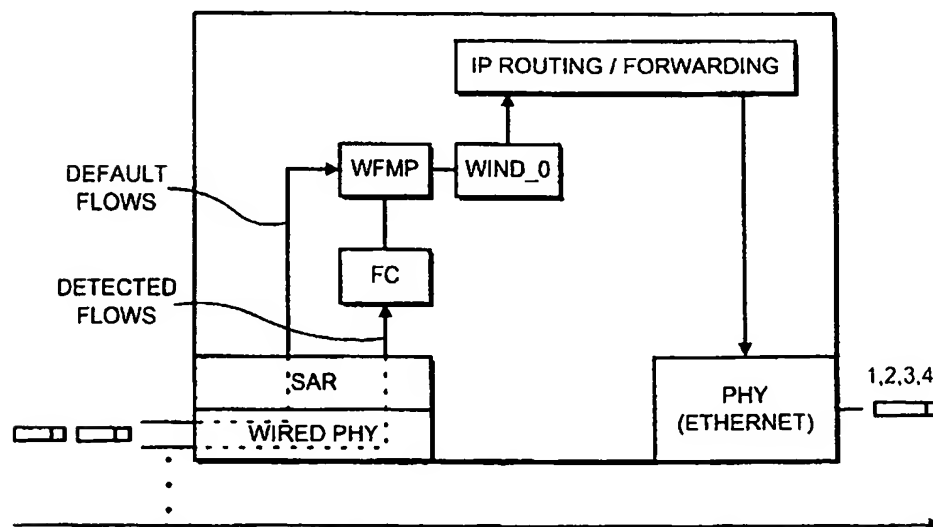 IP ROUTING / FORWARDING
WFMP
WIND_0
DEFAULT
FLOWS
FC
DETECTED
FLOWS
SAR
WIRED PHY
PHY
(ETHERNET)
1,2,3,4